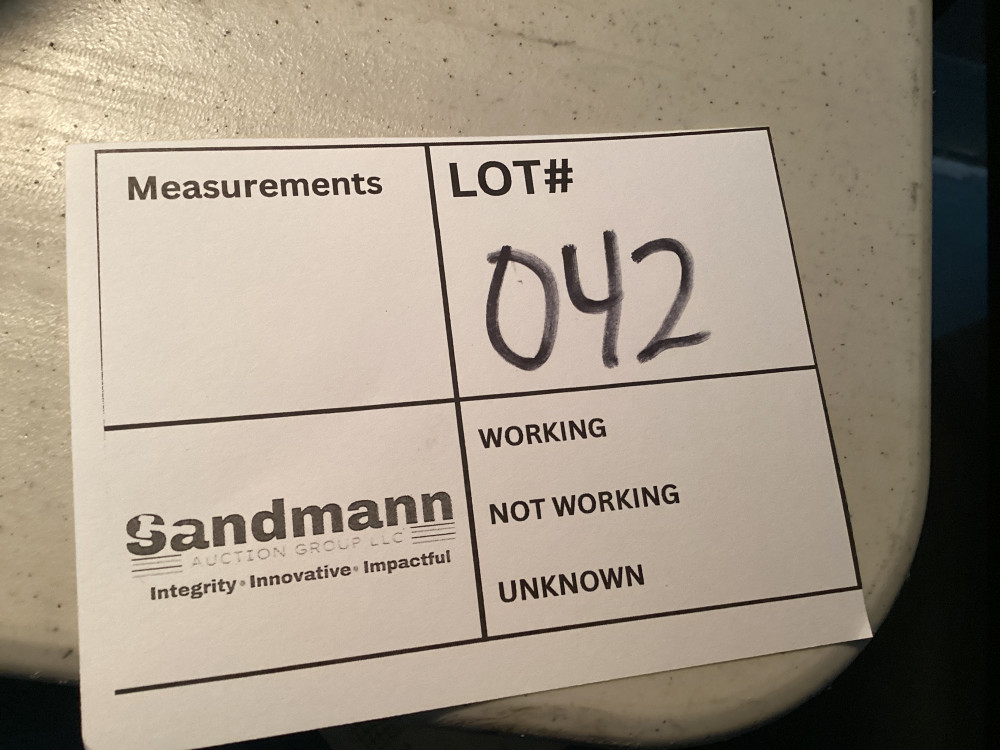 Measurements
LOT#
042
WORKING
NOT WORKING
UNKNOWN
Sandmann
AUCTION GROUP LLC
Integrity • Innovative • Impactful